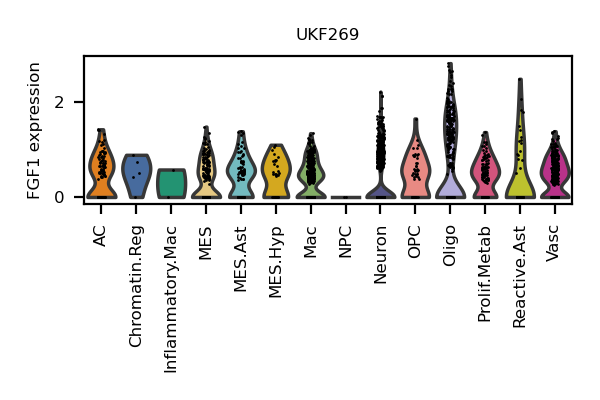 UKF269
FGF1 expression
2
0
AC
Chromatin.Reg
Inflammatory.Mac
MES
MES.Ast
MES.Hyp
Mac
NPC
Neuron
OPC
Oligo
Prolif.Metab
Reactive.Ast
Vasc